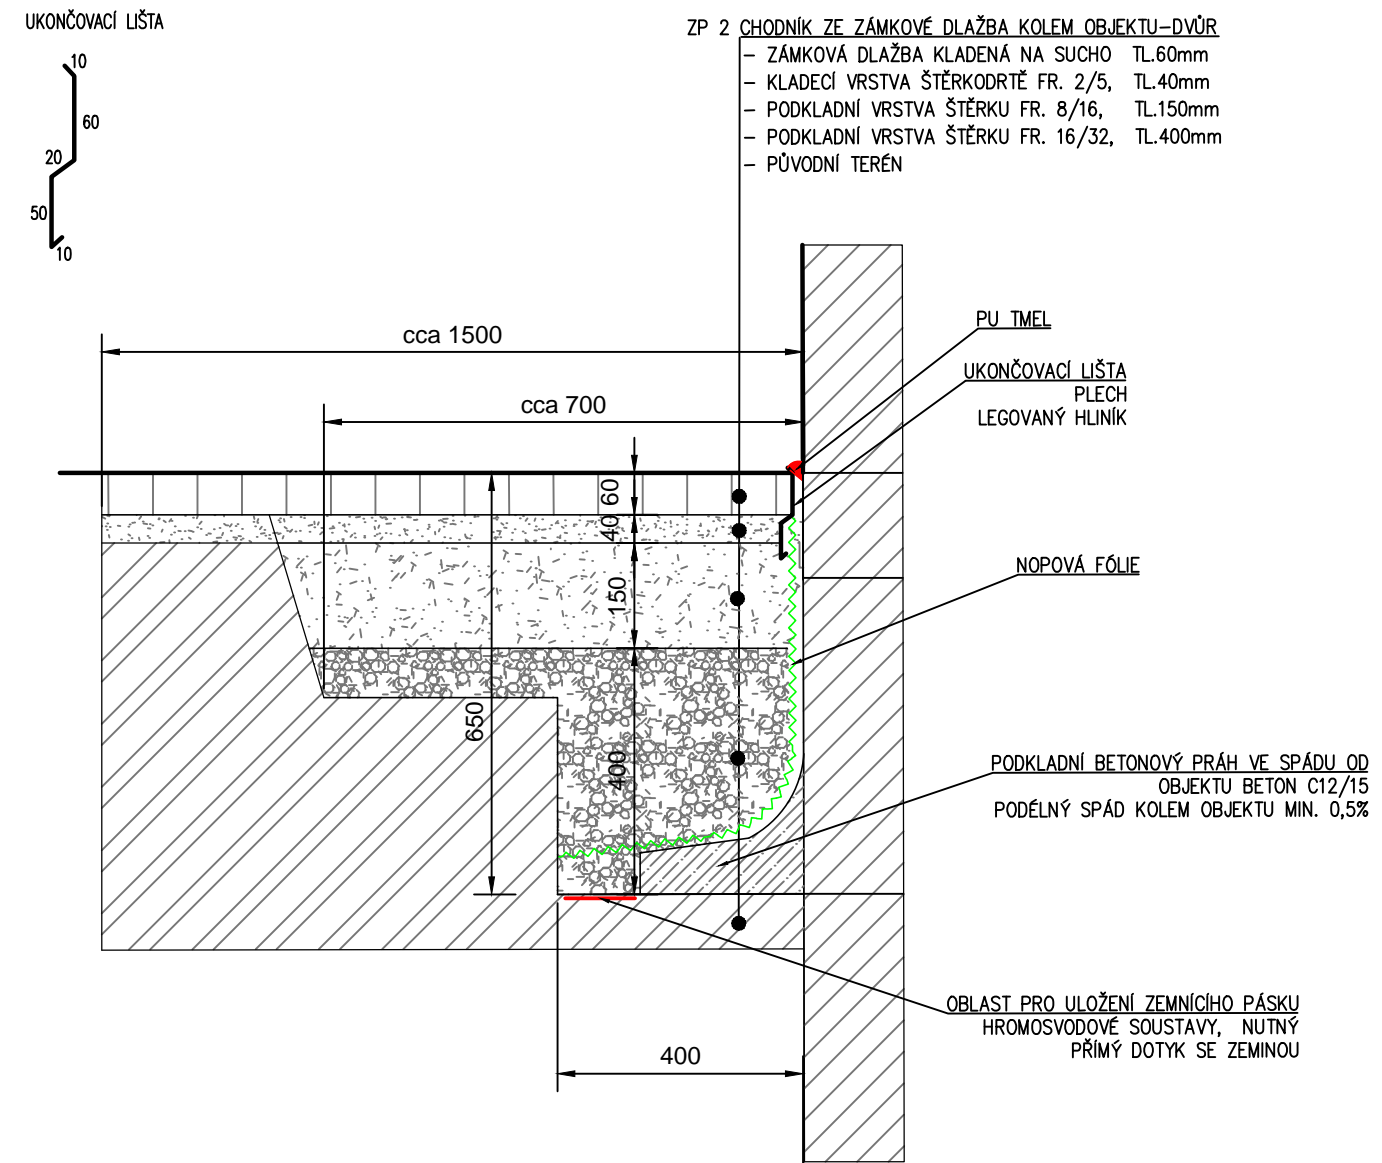 UKONČOVACÍ LIŠTA
10
60
20
50
10
ZP 2 CHODNÍK ZE ZÁMKOVÉ DLAŽBA KOLEM OBJEKTU-DVŮR
- ZÁMKOVÁ DLAŽBA KLADENÁ NA SUCHO TL.60mm
- KLADECÍ VRSTVA ŠTĚRKODRTĚ FR. 2/5, TL.40mm
- PODKLADNÍ VRSTVA ŠTĚRKU FR. 8/16, TL.150mm
- PODKLADNÍ VRSTVA ŠTĚRKU FR. 16/32, TL.400mm
- PŮVODNÍ TERÉN
cca 1500
cca 700
60
40
150
650
400
400
PU TMEL
UKONČOVACÍ LIŠTA
PLECH
LEGOVANÝ HLINÍK
NOPOVÁ FÓLIE
PODKLADNÍ BETONOVÝ PRÁH VE SPÁDU OD
OBJEKTU BETON C12/15
PODÉLNÝ SPÁD KOLEM OBJEKTU MIN. 0,5%
OBLAST PRO ULOŽENÍ ZEMNÍCÍHO PÁSKU
HROMOSVODOVÉ SOUSTAVY, NUTNÝ
PŘÍMÝ DOTYK SE ZEMINOU